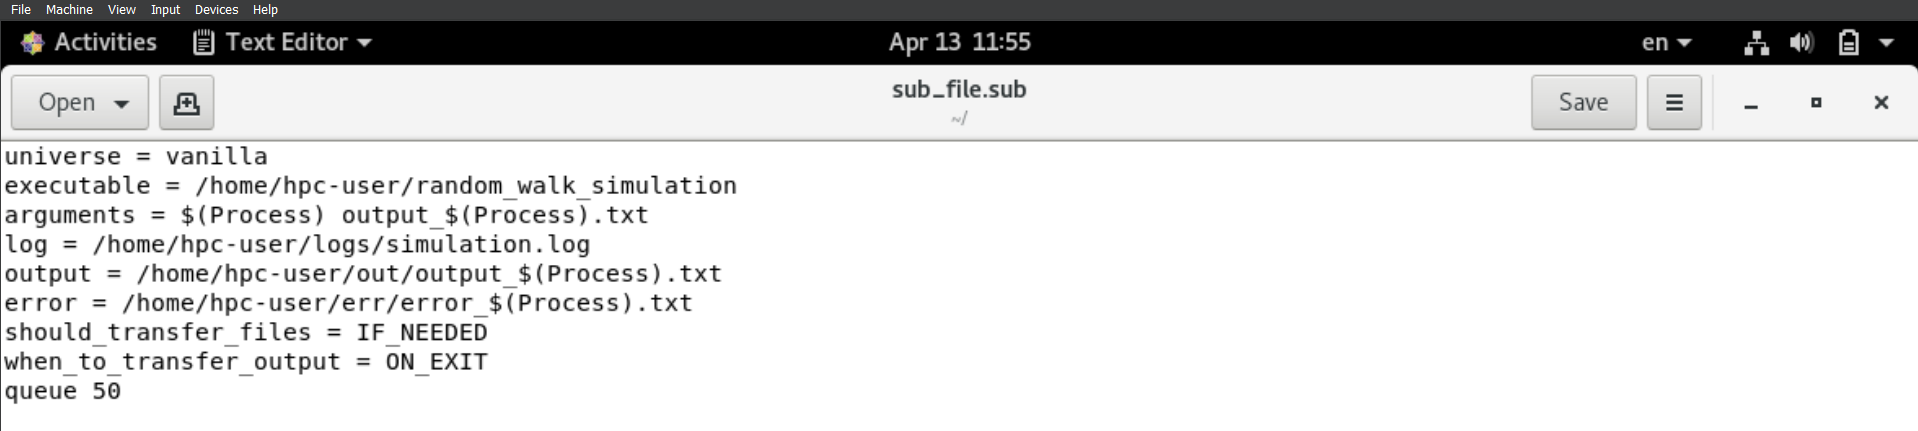 File Machine View Input Devices Help
Activities Text Editor Apr 13 11:55 en
Open sub_file.sub Save
~/
universe = vanilla
executable = /home/hpc-user/random_walk_simulation
arguments = $(Process) output_$(Process).txt
log = /home/hpc-user/logs/simulation.log
output = /home/hpc-user/out/output_$(Process).txt
error = /home/hpc-user/err/error_$(Process).txt
should_transfer_files = IF_NEEDED
when_to_transfer_output = ON_EXIT
queue 50